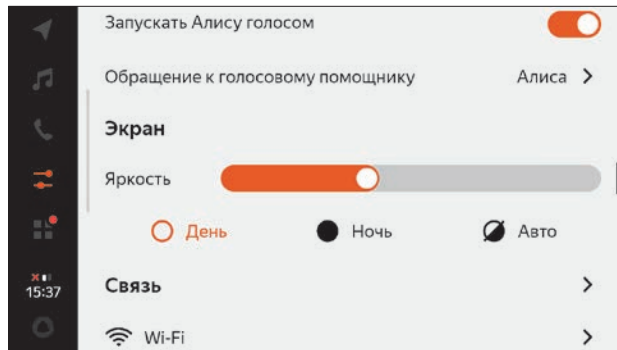 Запускать Алису голосом
Обращение к голосовому помощнику Алиса
Экран
Яркость
День Ночь Авто
Связь
15:37
Wi-Fi